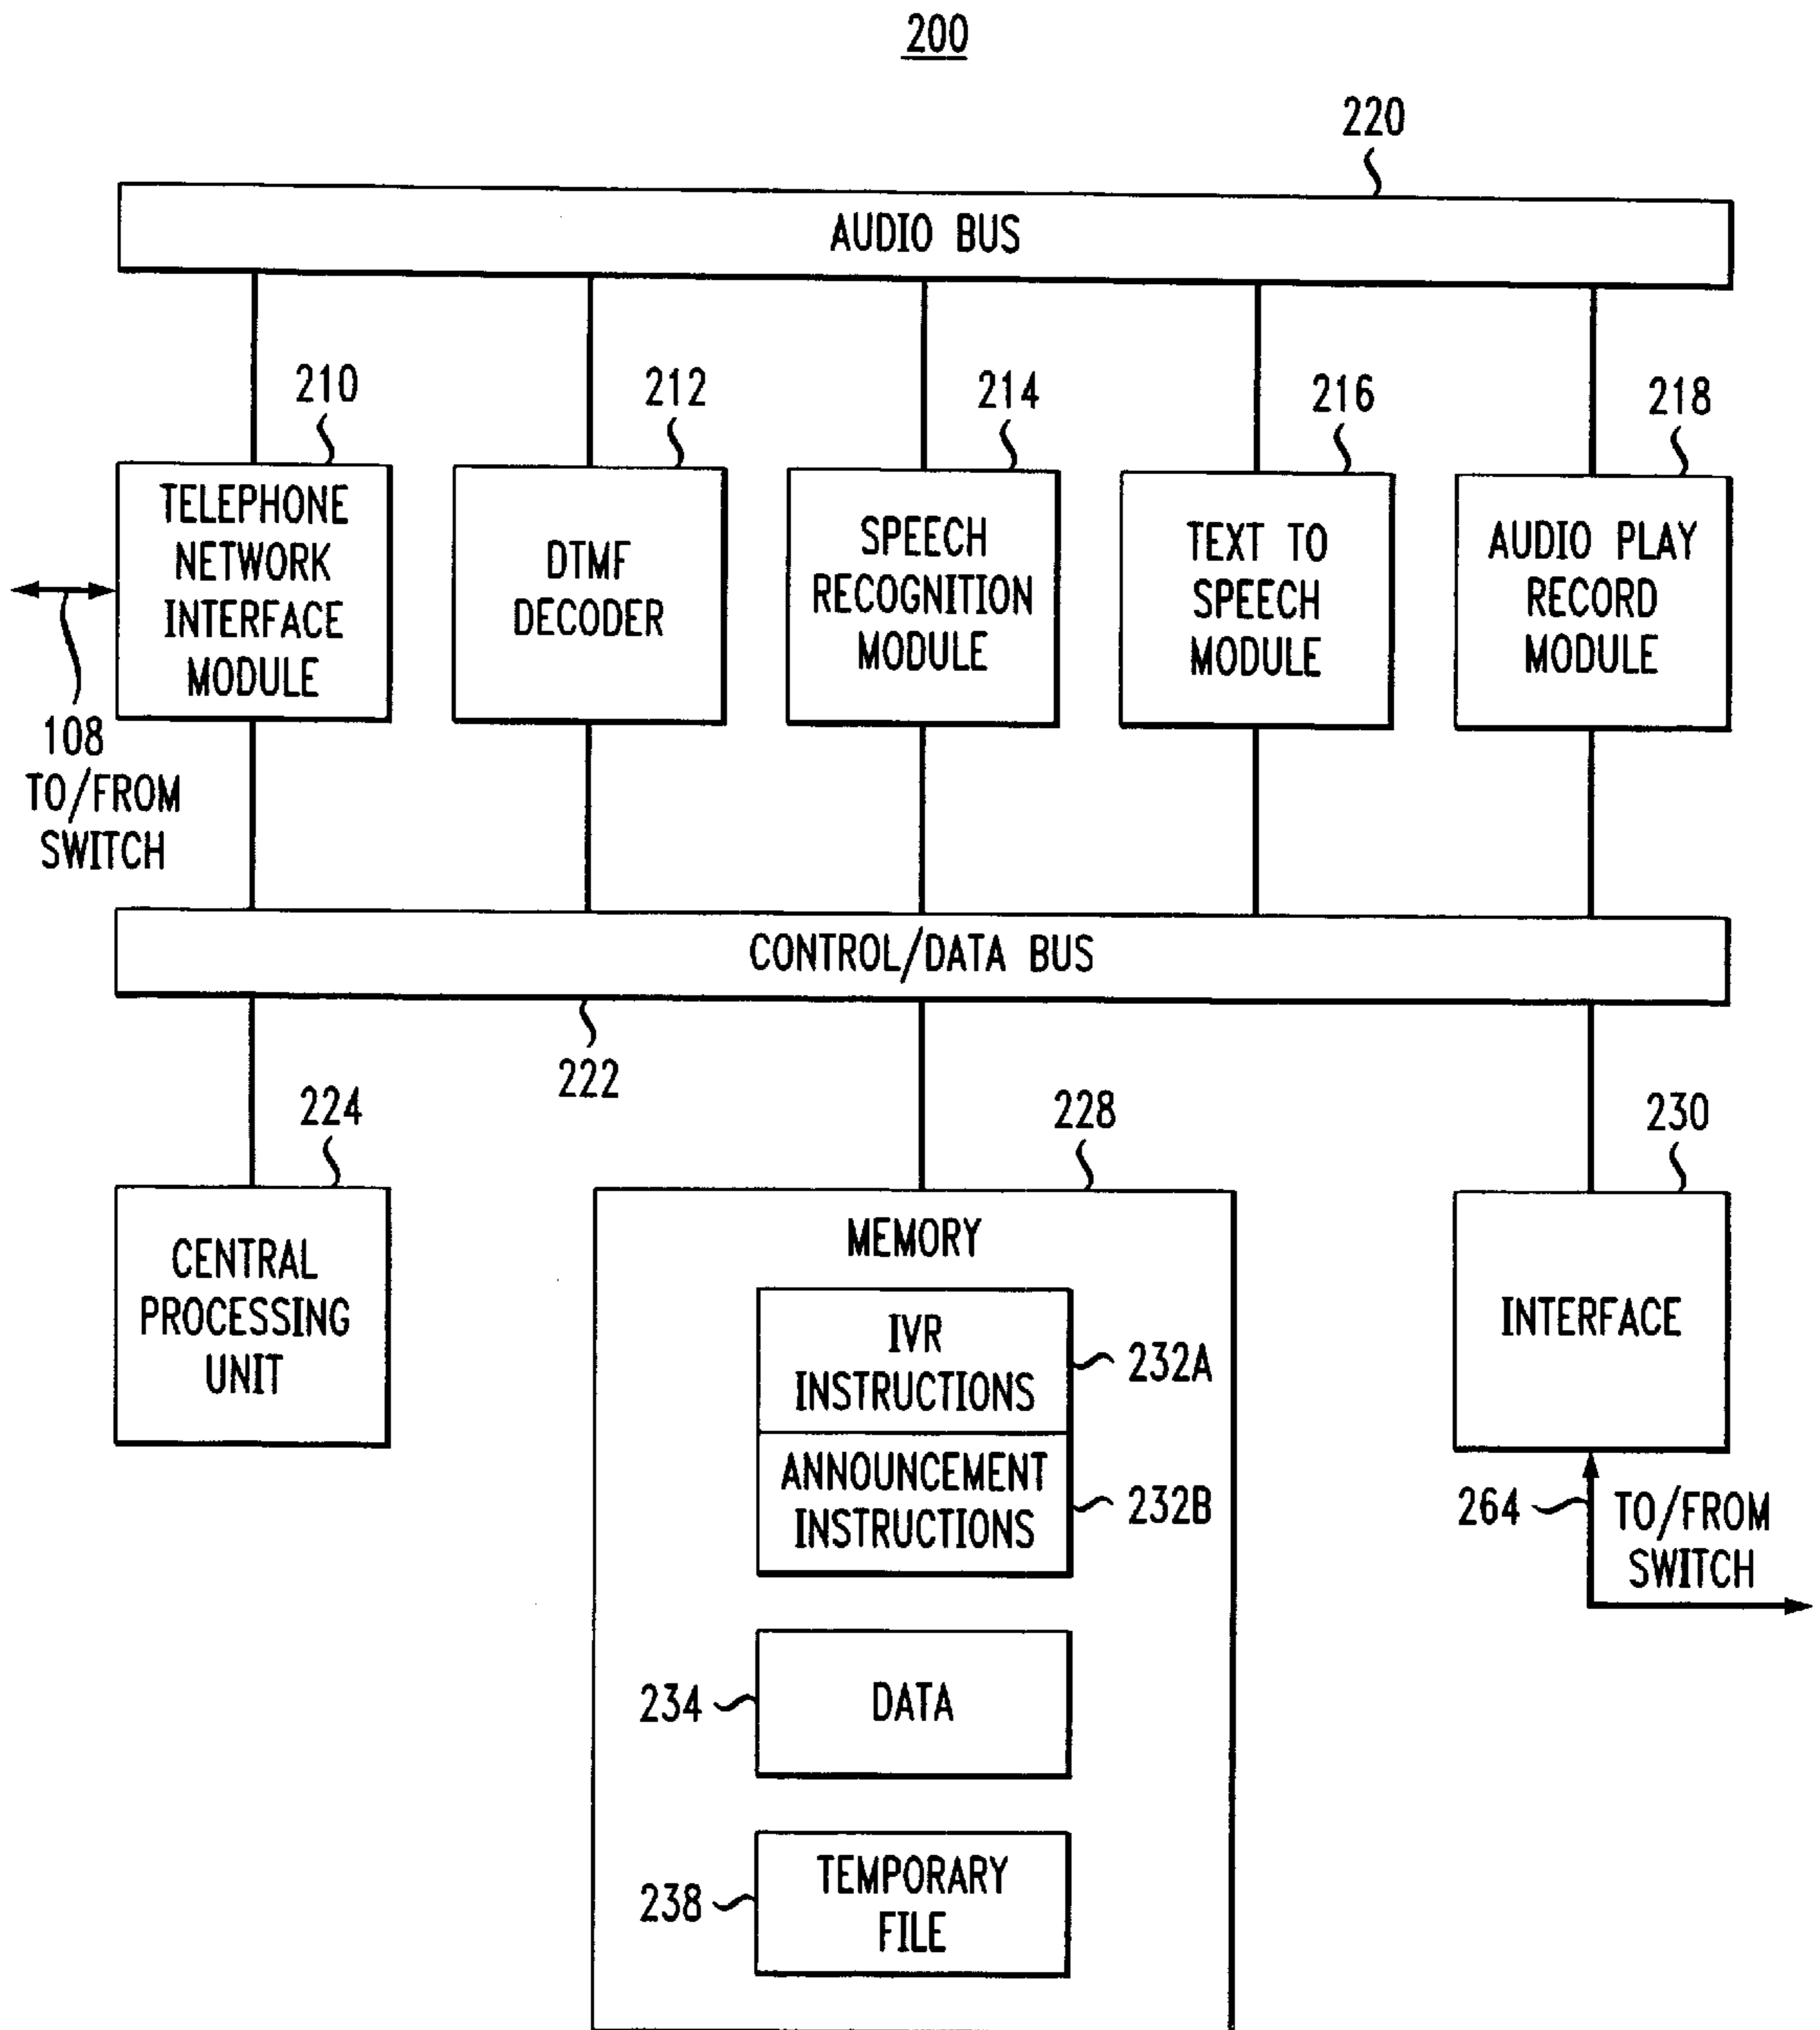 200
220
AUDIO BUS
210
212
214
216
218
TELEPHONE
NETWORK
INTERFACE
MODULE
DTMF
DECODER
SPEECH
RECOGNITION
MODULE
TEXT TO
SPEECH
MODULE
AUDIO PLAY
RECORD
MODULE
108
TO/FROM
SWITCH
CONTROL/DATA BUS
222
224
228
230
CENTRAL
PROCESSING
UNIT
MEMORY
IVR
INSTRUCTIONS
232A
ANNOUNCEMENT
INSTRUCTIONS
232B
INTERFACE
264
TO/FROM
SWITCH
234
DATA
238
TEMPORARY
FILE